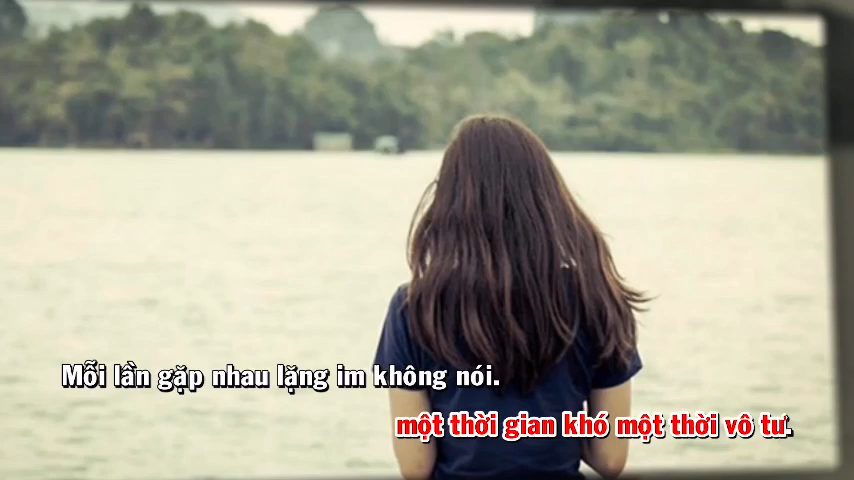 Mỗi lần gặp nhau lặng im không nói.
một thời gian khó một thời vô tư.